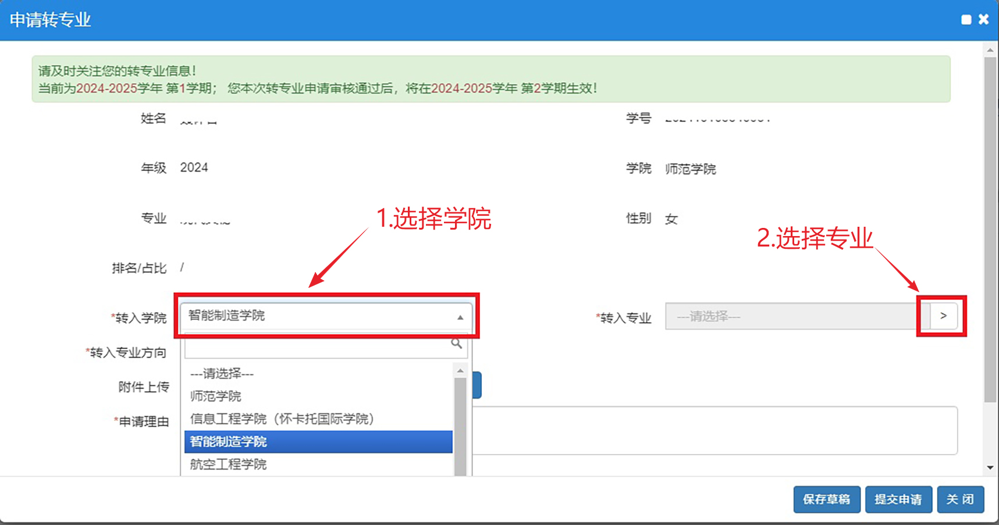 申请转专业
请及时关注您的转专业信息!
当前为2024-2025学年 第1学期； 您本次转专业申请审核通过后，将在2024-2025学年 第2学期生效!
姓名
学号
年级 2024
学院 师范学院
专业
1.选择学院
性别 女
2.选择专业
排名/占比 /
*转入学院 智能制造学院
*转入专业 ---请选择--- >
*转入专业方向
---请选择---
附件上传
师范学院
信息工程学院（怀卡托国际学院）
*申请理由
智能制造学院
航空工程学院
保存草稿 提交申请 关 闭